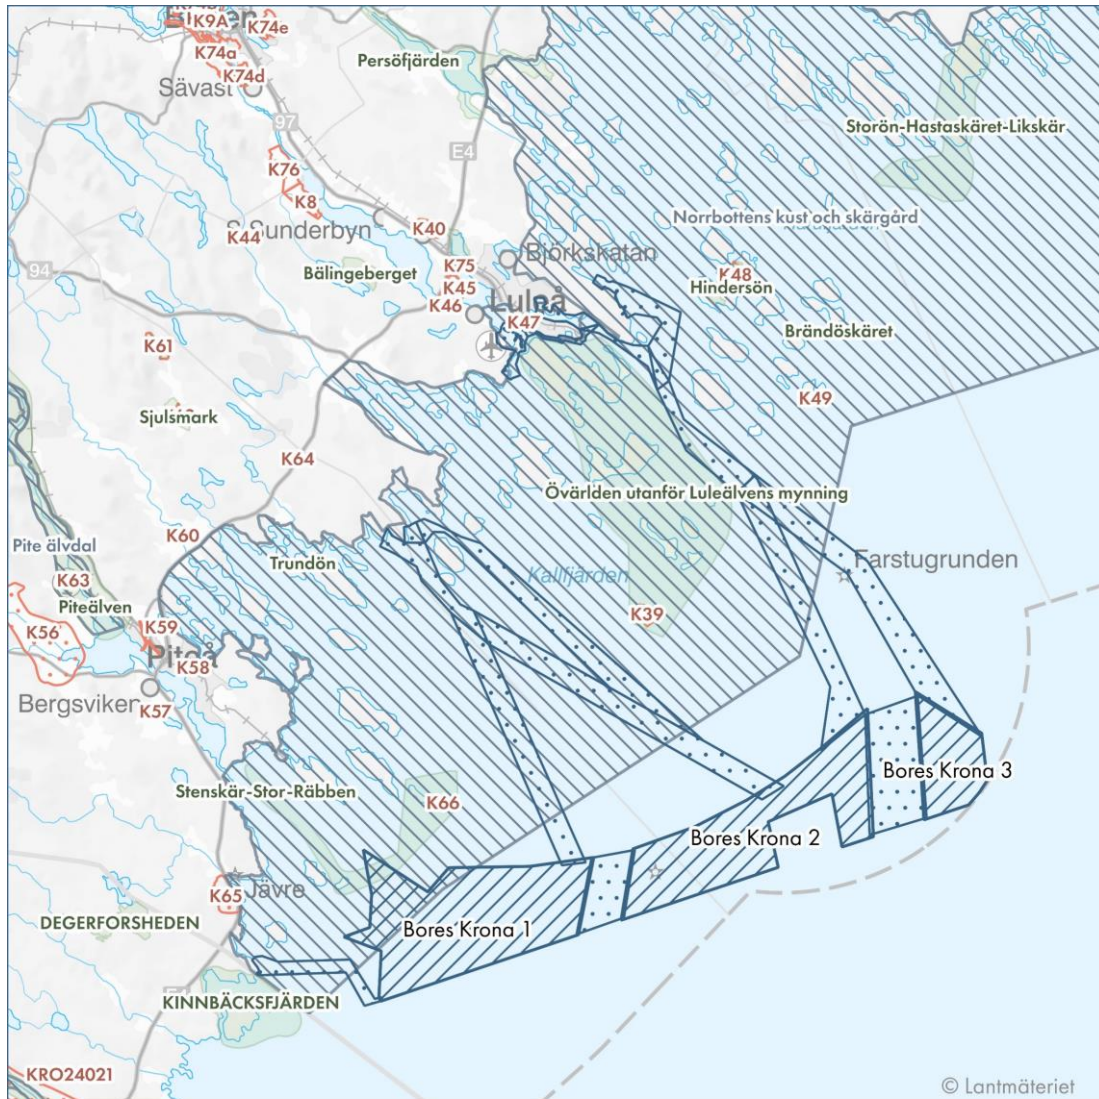 K9A
K74e
K74a
K74d
Sävast
97
Persöfjärden
E4
Storön-Hastaskäret-Likskär
K76
K8
Norrbottens kust och skärgård
S Sunderbyn
K44
K40
Björkskatan
94
Bälingeberget
K75
K45
K46
Luleå
K48
Hindersön
K47
Brändöskäret
K61
K49
Sjulsmark
K64
Övärlden utanför Luleälvens mynning
K60
Pite älvdal
Trundön
Farstugrunden
K63
Kallfjärden
Piteälven
K39
K56
K59
Piteå
K58
Bergsviken
K57
Bores Krona 3
Stenskär-Stor-Räbben
K66
Bores Krona 2
K65
Jävre
DEGERFORSHEDEN
Bores Krona 1
E4
KINNBÄCKSFJÄRDEN
KRO24021
© Lantmäteriet